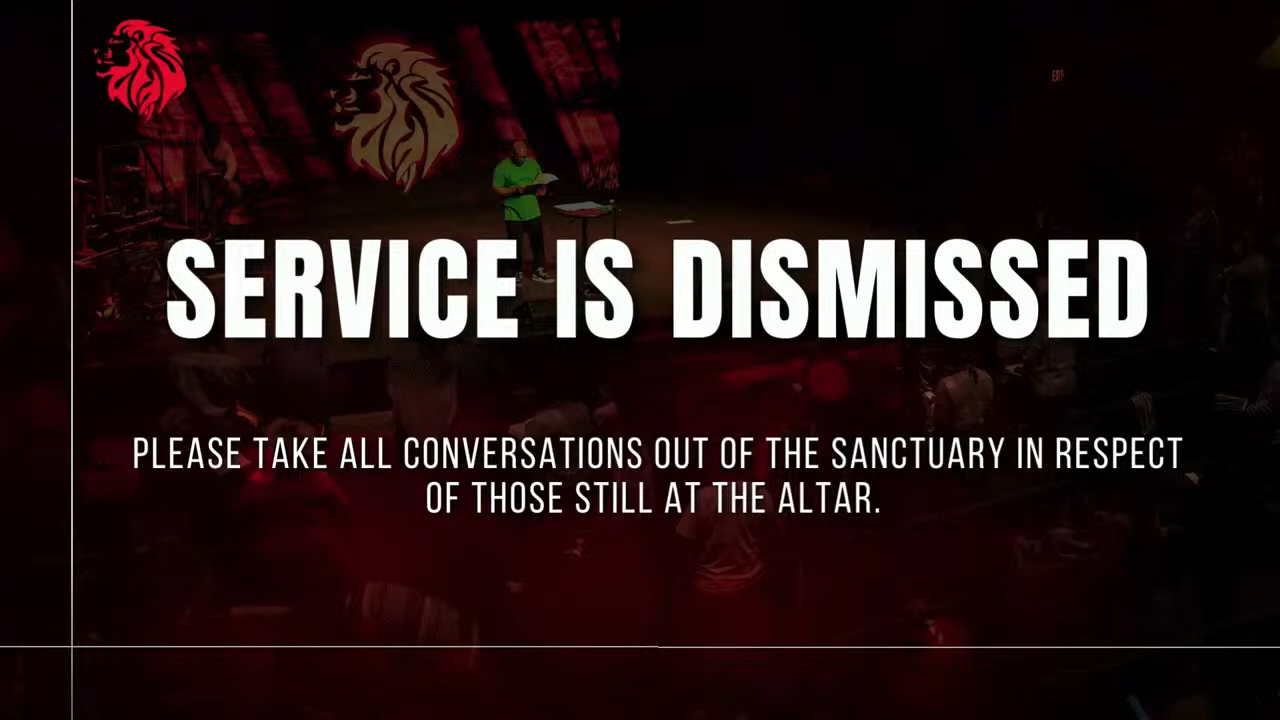 EXIT
SERVICE IS DISMISSED
PLEASE TAKE ALL CONVERSATIONS OUT OF THE SANCTUARY IN RESPECT
OF THOSE STILL AT THE ALTAR.